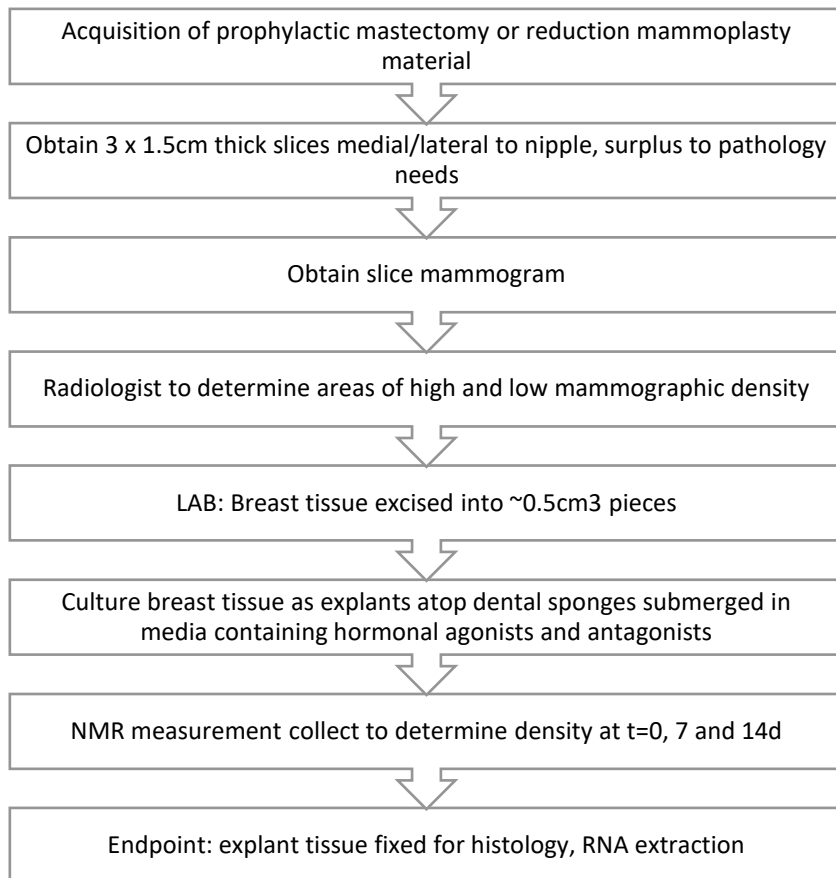 Acquisition of prophylactic mastectomy or reduction mammoplasty
material
Obtain 3 x 1.5cm thick slices medial/lateral to nipple, surplus to pathology
needs
Obtain slice mammogram
Radiologist to determine areas of high and low mammographic density
LAB: Breast tissue excised into ~0.5cm3 pieces
Culture breast tissue as explants atop dental sponges submerged in
media containing hormonal agonists and antagonists
NMR measurement collect to determine density at t=0, 7 and 14d
Endpoint: explant tissue fixed for histology, RNA extraction